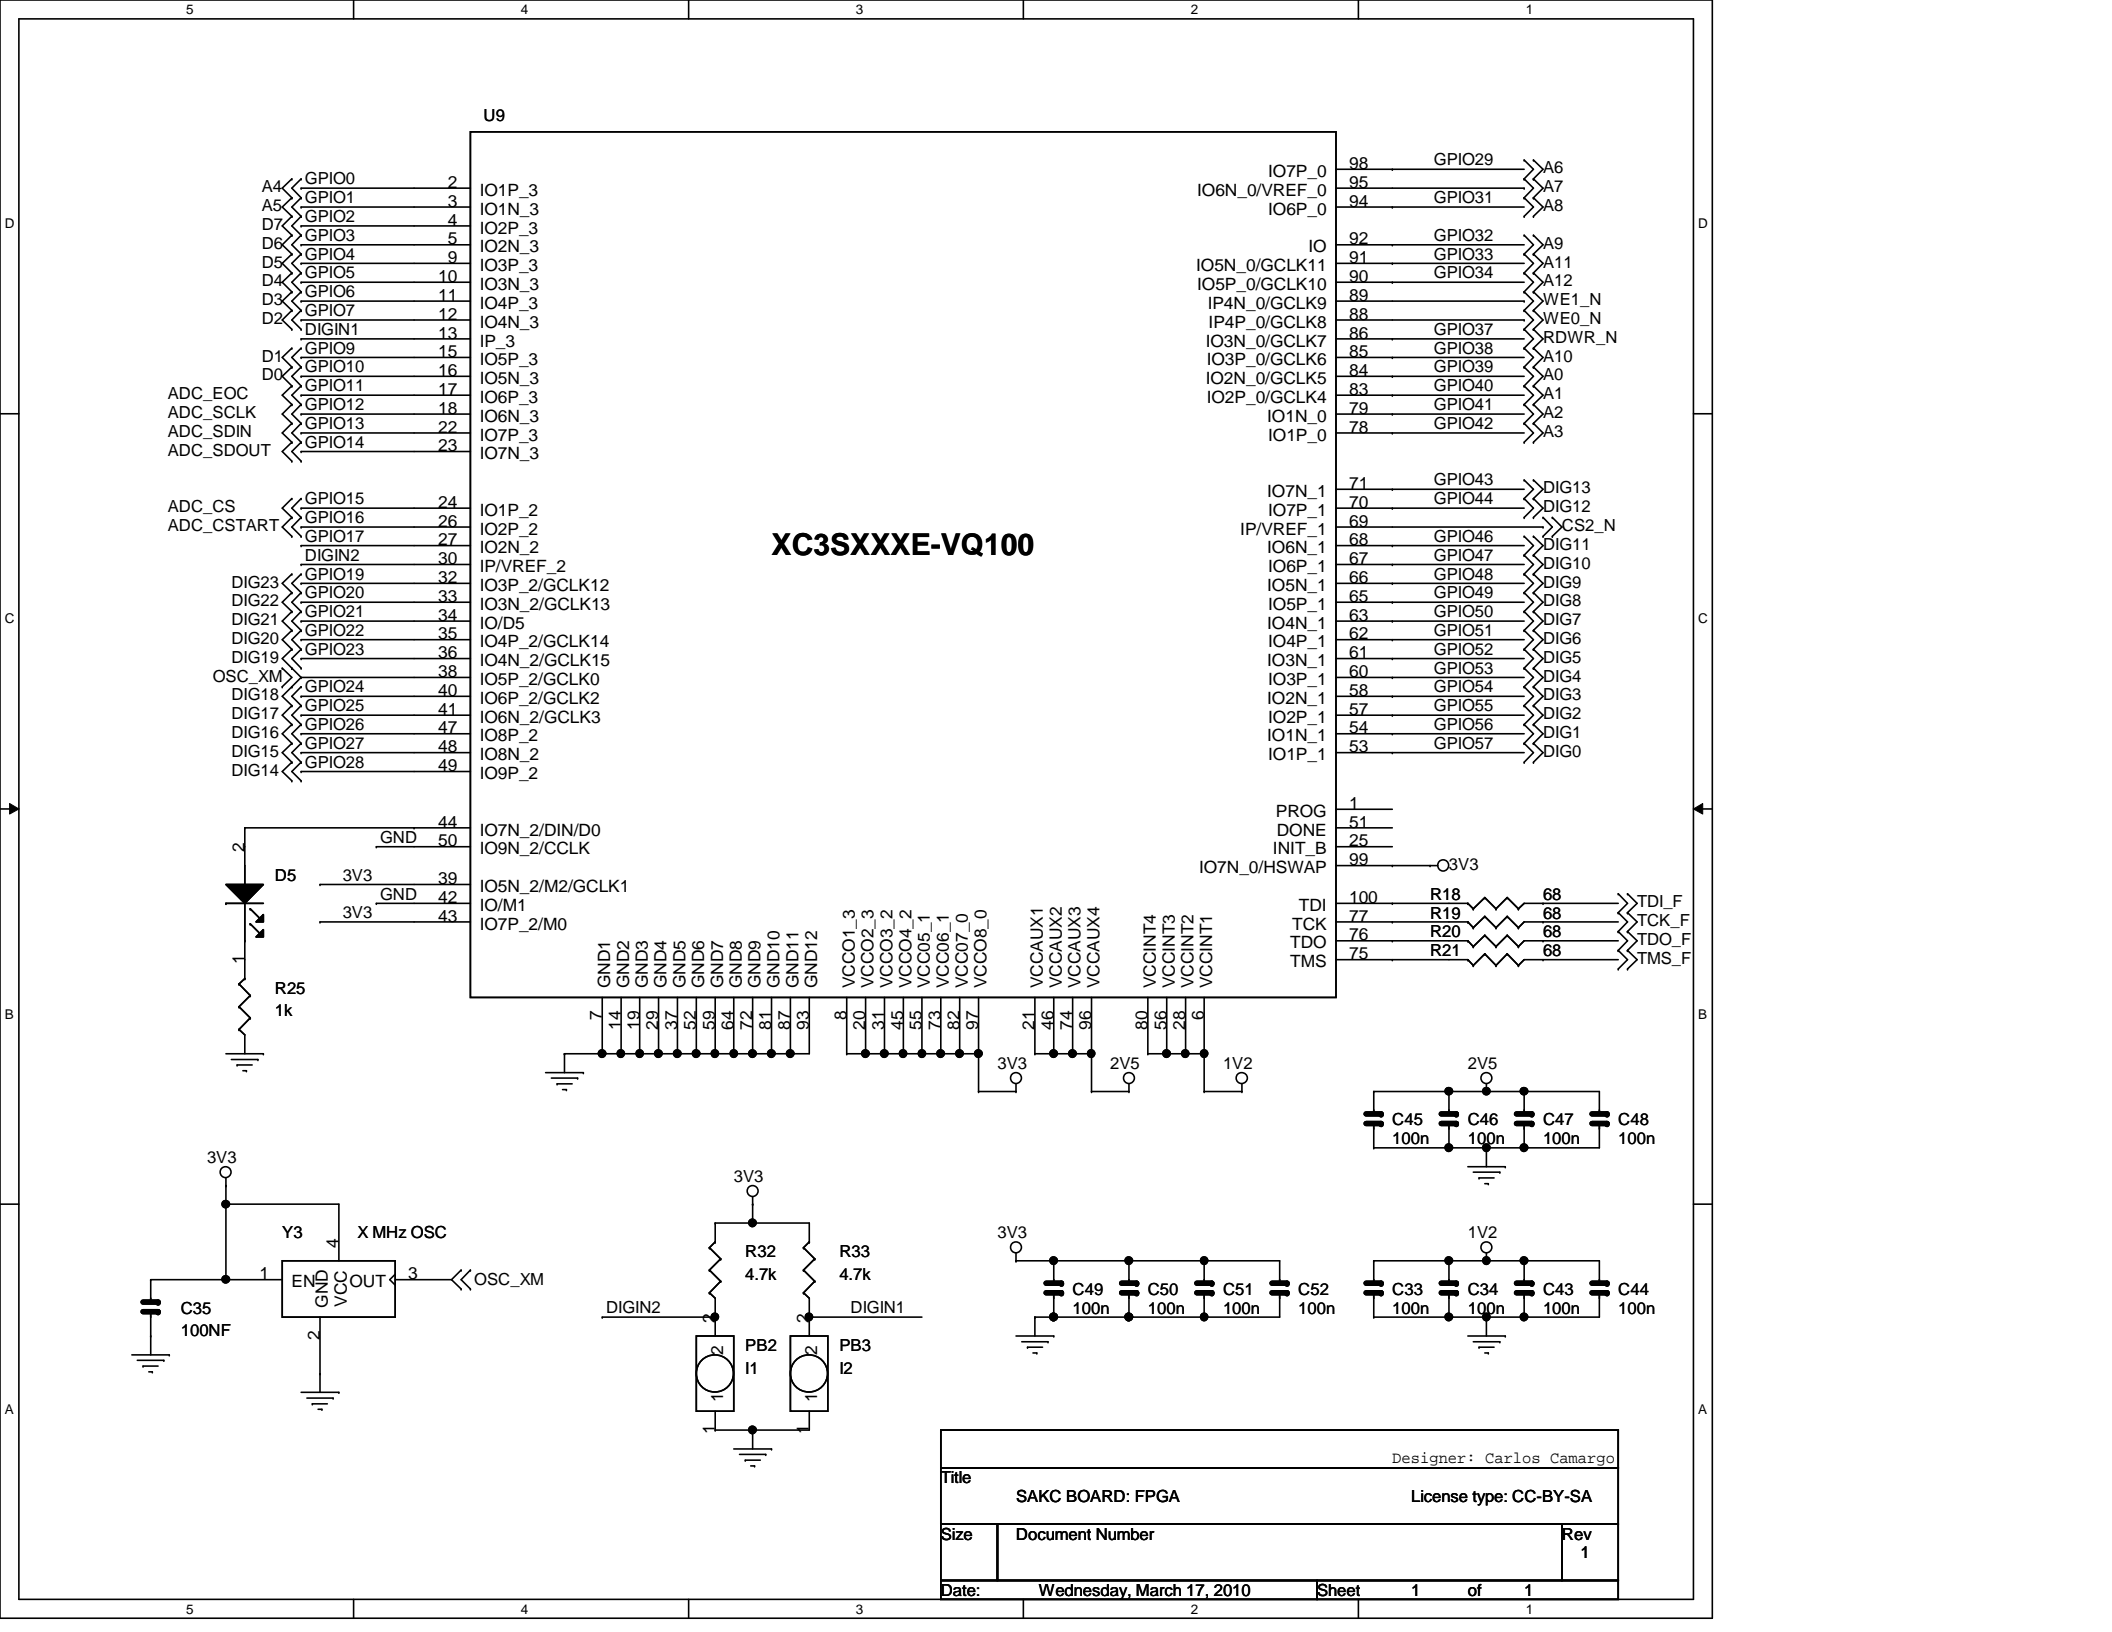 5 4 3 2 1
D D
C C
B B
A A
5 4 3 2 1
U9
XC3SXXXE-VQ100
A4 GPIO0 2 IO1P_3
A5 GPIO1 3 IO1N_3
D7 GPIO2 4 IO2P_3
D6 GPIO3 5 IO2N_3
D5 GPIO4 9 IO3P_3
D4 GPIO5 10 IO3N_3
D3 GPIO6 11 IO4P_3
D2 GPIO7 12 IO4N_3
DIGIN1 13 IP_3
D1 GPIO9 15 IO5P_3
D0 GPIO10 16 IO5N_3
ADC_EOC GPIO11 17 IO6P_3
ADC_SCLK GPIO12 18 IO6N_3
ADC_SDIN GPIO13 22 IO7P_3
ADC_SDOUT GPIO14 23 IO7N_3
ADC_CS GPIO15 24 IO1P_2
ADC_CSTART GPIO16 26 IO2P_2
GPIO17 27 IO2N_2
DIGIN2 30 IP/VREF_2
DIG23 GPIO19 32 IO3P_2/GCLK12
DIG22 GPIO20 33 IO3N_2/GCLK13
DIG21 GPIO21 34 IO/D5
DIG20 GPIO22 35 IO4P_2/GCLK14
DIG19 GPIO23 36 IO4N_2/GCLK15
OSC_XM 38 IO5P_2/GCLK0
DIG18 GPIO24 40 IO6P_2/GCLK2
DIG17 GPIO25 41 IO6N_2/GCLK3
DIG16 GPIO26 47 IO8P_2
DIG15 GPIO27 48 IO8N_2
DIG14 GPIO28 49 IO9P_2
44 IO7N_2/DIN/D0
GND 50 IO9N_2/CCLK
3V3 39 IO5N_2/M2/GCLK1
GND 42 IO/M1
3V3 43 IO7P_2/M0
2 D5 1
R25
1k
IO7P_0 98 GPIO29 A6
IO6N_0/VREF_0 95 A7
IO6P_0 94 GPIO31 A8
IO 92 GPIO32 A9
IO5N_0/GCLK11 91 GPIO33 A11
IO5P_0/GCLK10 90 GPIO34 A12
IP4N_0/GCLK9 89 WE1_N
IP4P_0/GCLK8 88 WE0_N
IO3N_0/GCLK7 86 GPIO37 RDWR_N
IO3P_0/GCLK6 85 GPIO38 A10
IO2N_0/GCLK5 84 GPIO39 A0
IO2P_0/GCLK4 83 GPIO40 A1
IO1N_0 79 GPIO41 A2
IO1P_0 78 GPIO42 A3
IO7N_1 71 GPIO43 DIG13
IO7P_1 70 GPIO44 DIG12
IP/VREF_1 69 CS2_N
IO6N_1 68 GPIO46 DIG11
IO6P_1 67 GPIO47 DIG10
IO5N_1 66 GPIO48 DIG9
IO5P_1 65 GPIO49 DIG8
IO4N_1 63 GPIO50 DIG7
IO4P_1 62 GPIO51 DIG6
IO3N_1 61 GPIO52 DIG5
IO3P_1 60 GPIO53 DIG4
IO2N_1 58 GPIO54 DIG3
IO2P_1 57 GPIO55 DIG2
IO1N_1 54 GPIO56 DIG1
IO1P_1 53 GPIO57 DIG0
PROG 1
DONE 51
INIT_B 25
IO7N_0/HSWAP 99 3V3
TDI 100 R18 68 TDI_F
TCK 77 R19 68 TCK_F
TDO 76 R20 68 TDO_F
TMS 75 R21 68 TMS_F
GND1 GND2 GND3 GND4 GND5 GND6 GND7 GND8 GND9 GND10 GND11 GND12
7 14 19 29 37 52 59 64 72 81 87 93
VCCO1_3 VCCO2_3 VCCO3_2 VCCO4_2 VCC05_1 VCC06_1 VCC07_0 VCCO8_0
8 20 31 45 55 73 82 97
3V3
VCCAUX1 VCCAUX2 VCCAUX3 VCCAUX4
21 46 74 96
2V5
VCCINT4 VCCINT3 VCCINT2 VCCINT1
80 56 28 6
1V2
2V5
C45 C46 C47 C48
100n 100n 100n 100n
3V3
Y3 X MHz OSC
4
1 EN GND VCC OUT 3 OSC_XM
2
C35
100NF
3V3
R32 R33
4.7k 4.7k
DIGIN2 DIGIN1
2 2
2 PB2 2 PB3
I1 I2
1 1
1 1
3V3
C49 C50 C51 C52
100n 100n 100n 100n
1V2
C33 C34 C43 C44
100n 100n 100n 100n
Designer: Carlos Camargo
Title
SAKC BOARD: FPGA License type: CC-BY-SA
Size Document Number Rev
1
Date: Wednesday, March 17, 2010 Sheet 1 of 1